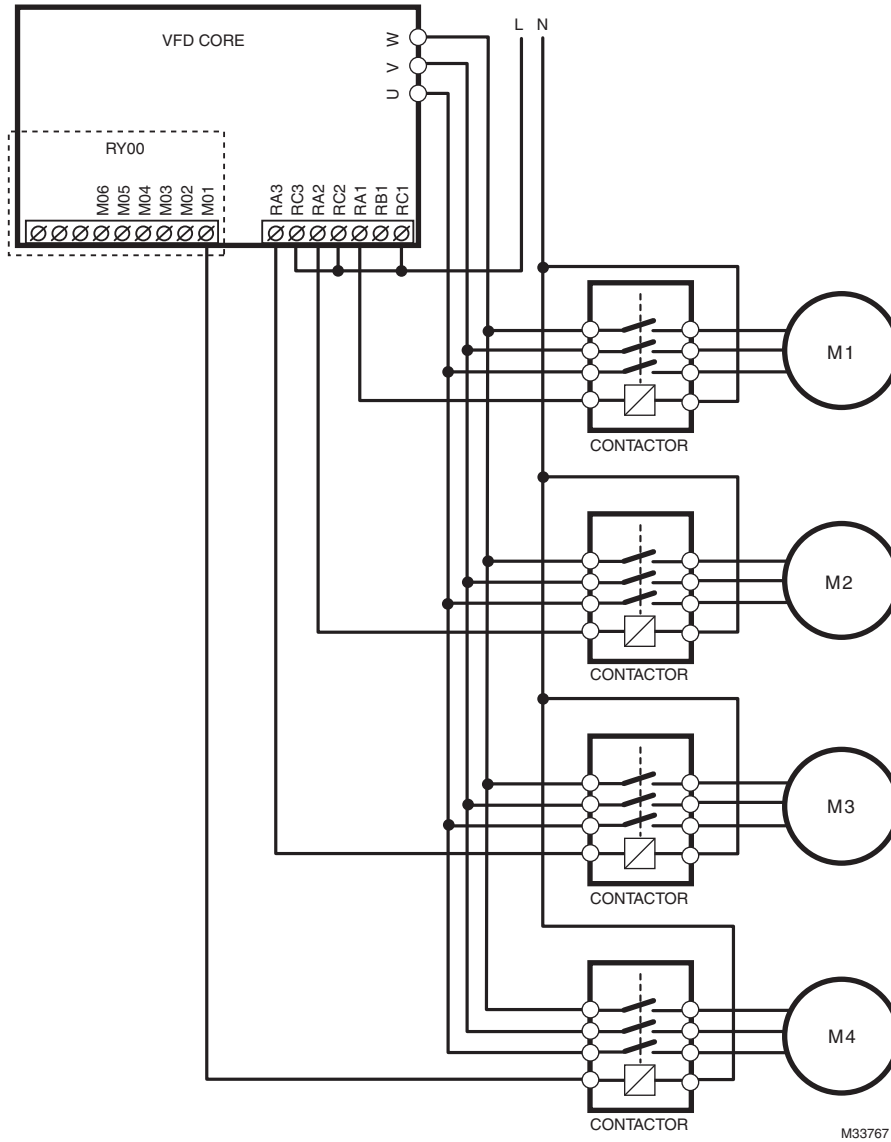 L N
VFD CORE
W
V
U
RY00
M06
M05
M04
M03
M02
M01
RA3
RC3
RA2
RC2
RA1
RB1
RC1
M1
CONTACTOR
M2
CONTACTOR
M3
CONTACTOR
M4
CONTACTOR
M33767